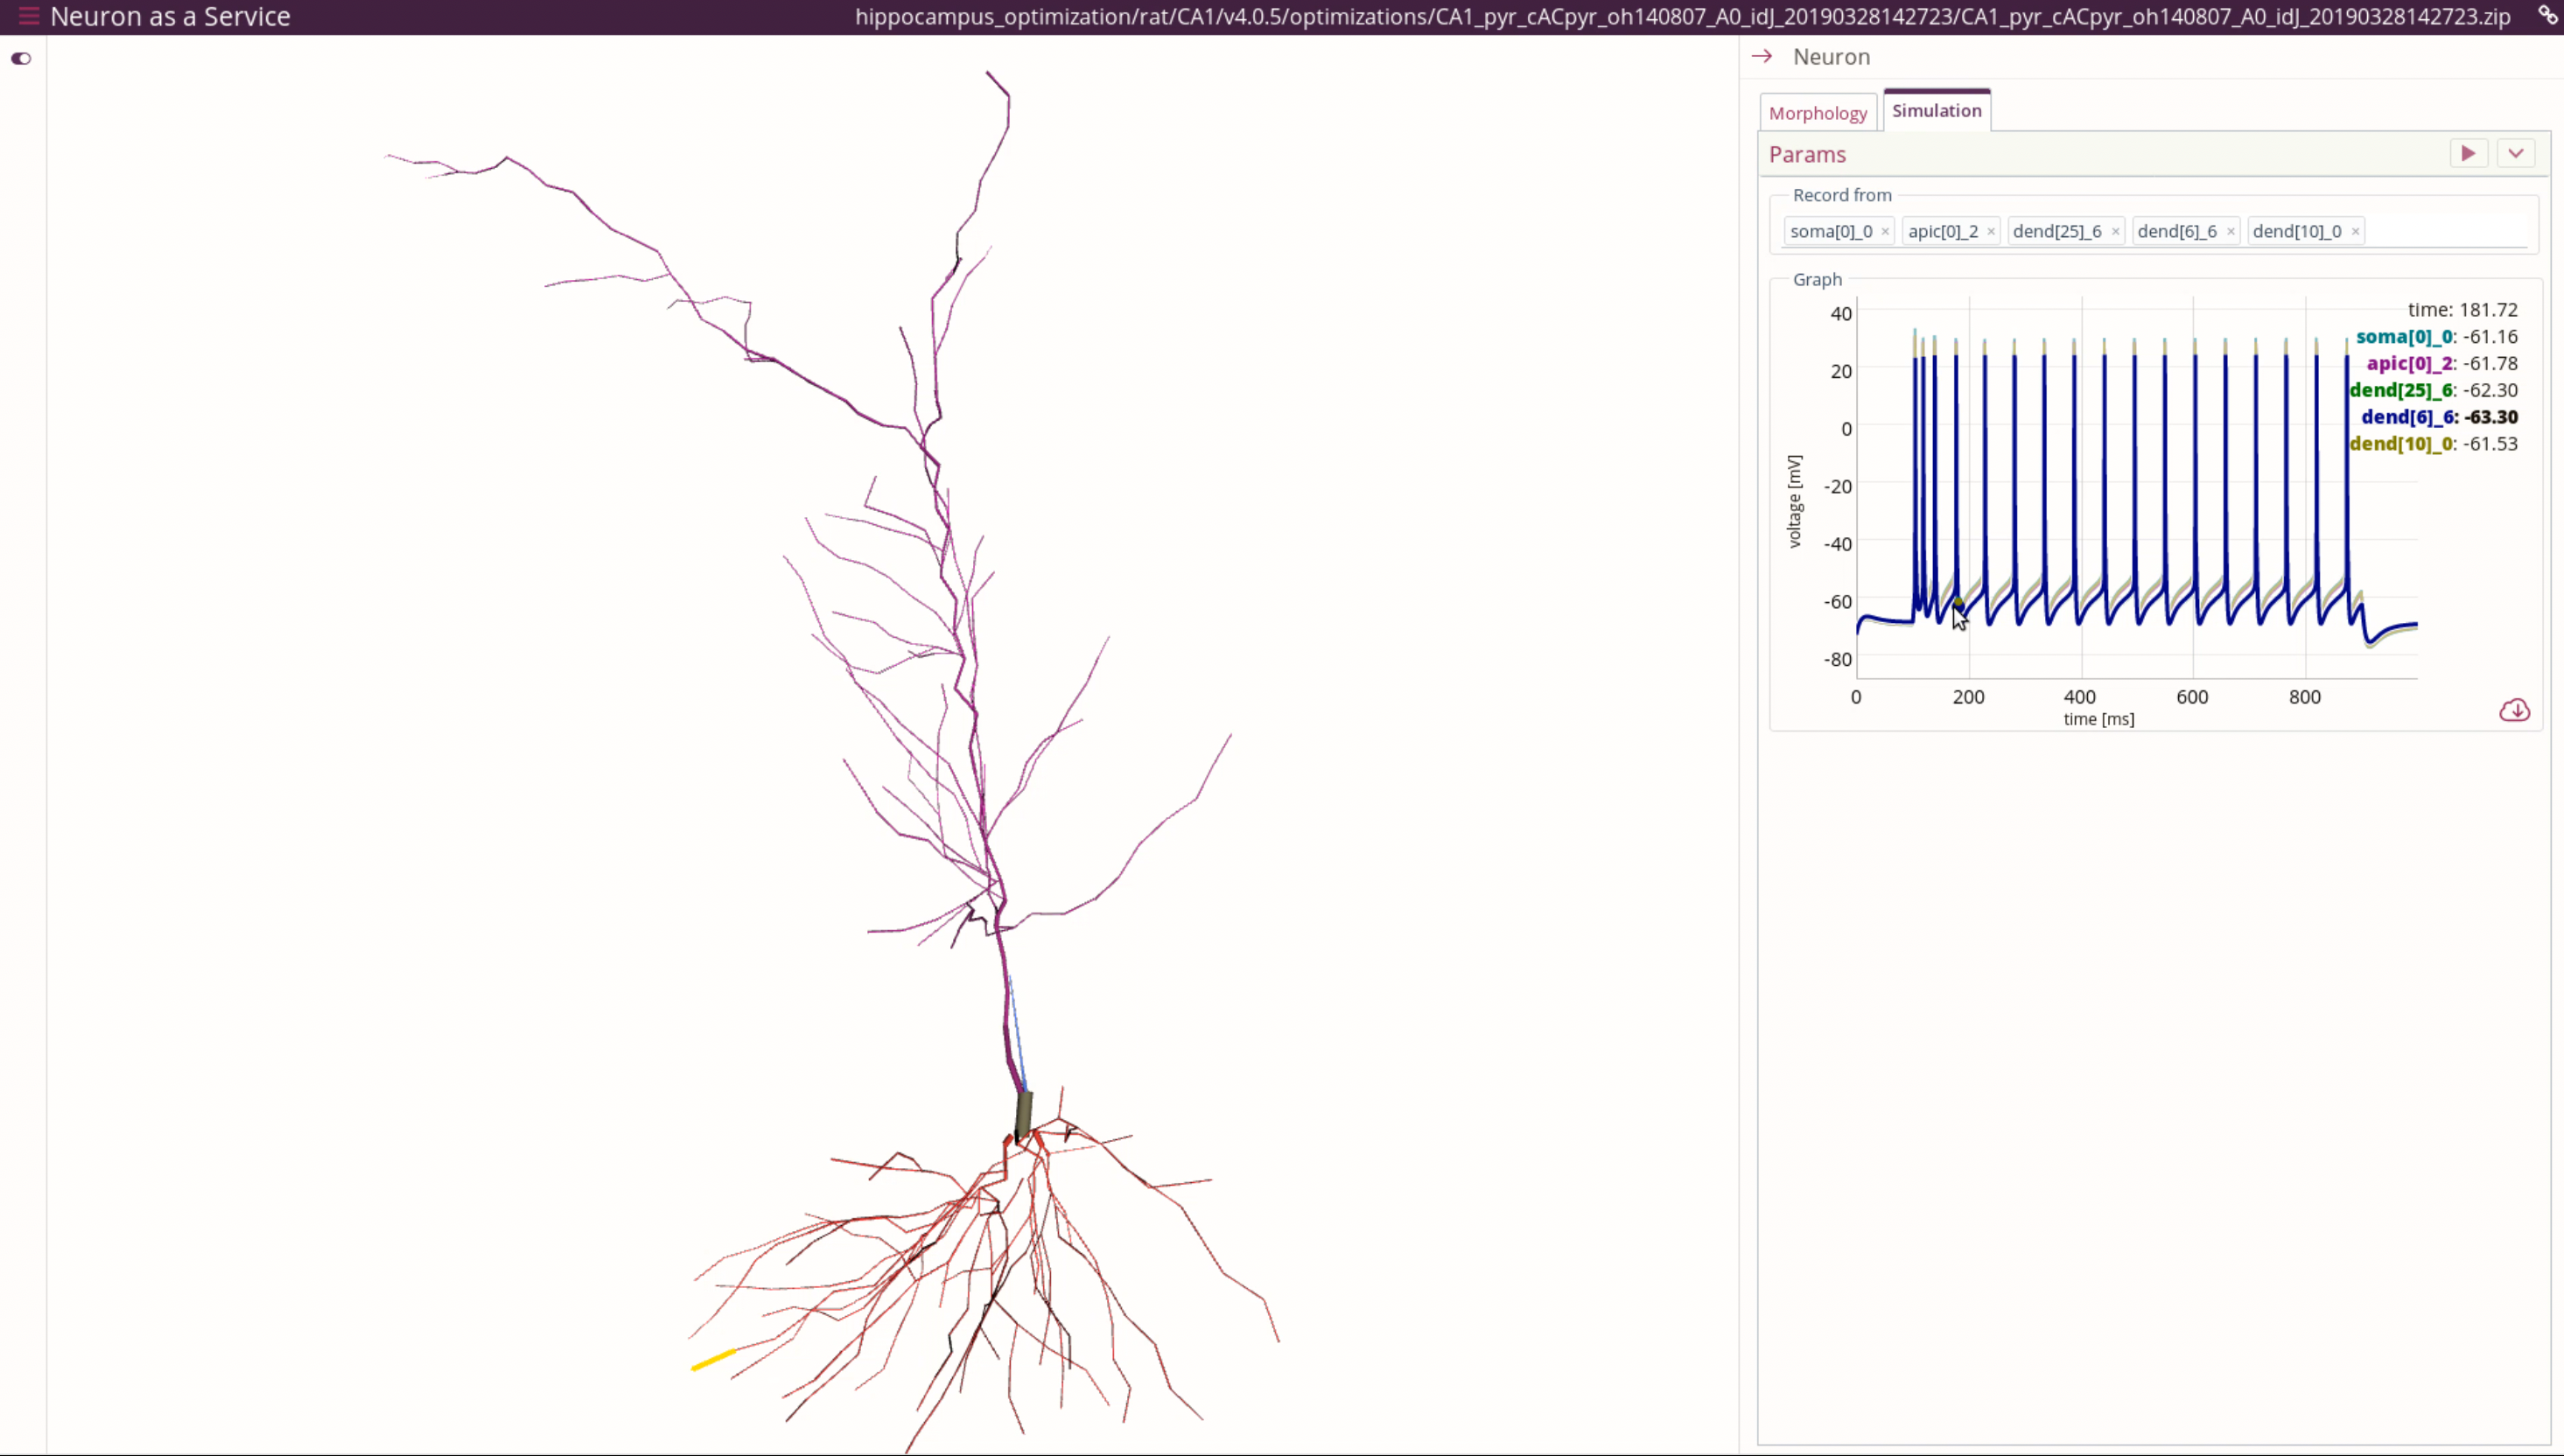 Neuron as a Service
hippocampus_optimization/rat/CA1/v4.0.5/optimizations/CA1_pyr_cACpyr_oh140807_A0_idJ_20190328142723/CA1_pyr_cACpyr_oh140807_A0_idJ_20190328142723.zip
Neuron
Morphology Simulation
Params
Record from
soma[0]_0 × apic[0]_2 × dend[25]_6 × dend[6]_6 × dend[10]_0 ×
Graph
time: 181.72
soma[0]_0: -61.16
apic[0]_2: -61.78
dend[25]_6: -62.30
dend[6]_6: -63.30
dend[10]_0: -61.53
voltage [mV]
40
20
0
-20
-40
-60
-80
0 200 400 600 800
time [ms]